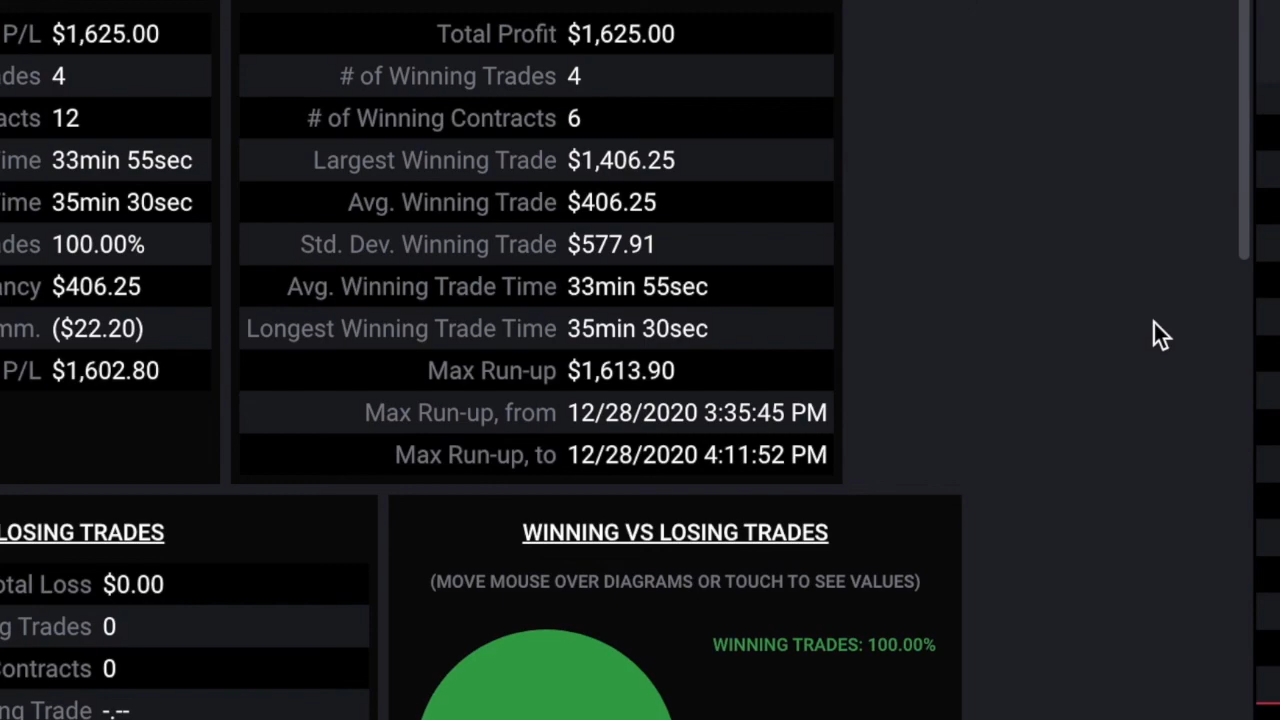 P/L $1,625.00
des 4
acts 12
ime 33min 55sec
ime 35min 30sec
des 100.00%
ancy $406.25
mm. ($22.20)
P/L $1,602.80
Total Profit $1,625.00
# of Winning Trades 4
# of Winning Contracts 6
Largest Winning Trade $1,406.25
Avg. Winning Trade $406.25
Std. Dev. Winning Trade $577.91
Avg. Winning Trade Time 33min 55sec
Longest Winning Trade Time 35min 30sec
Max Run-up $1,613.90
Max Run-up, from 12/28/2020 3:35:45 PM
Max Run-up, to 12/28/2020 4:11:52 PM
LOSING TRADES
otal Loss $0.00
g Trades 0
Contracts 0
ng Trade -.--
WINNING VS LOSING TRADES
(MOVE MOUSE OVER DIAGRAMS OR TOUCH TO SEE VALUES)
WINNING TRADES: 100.00%